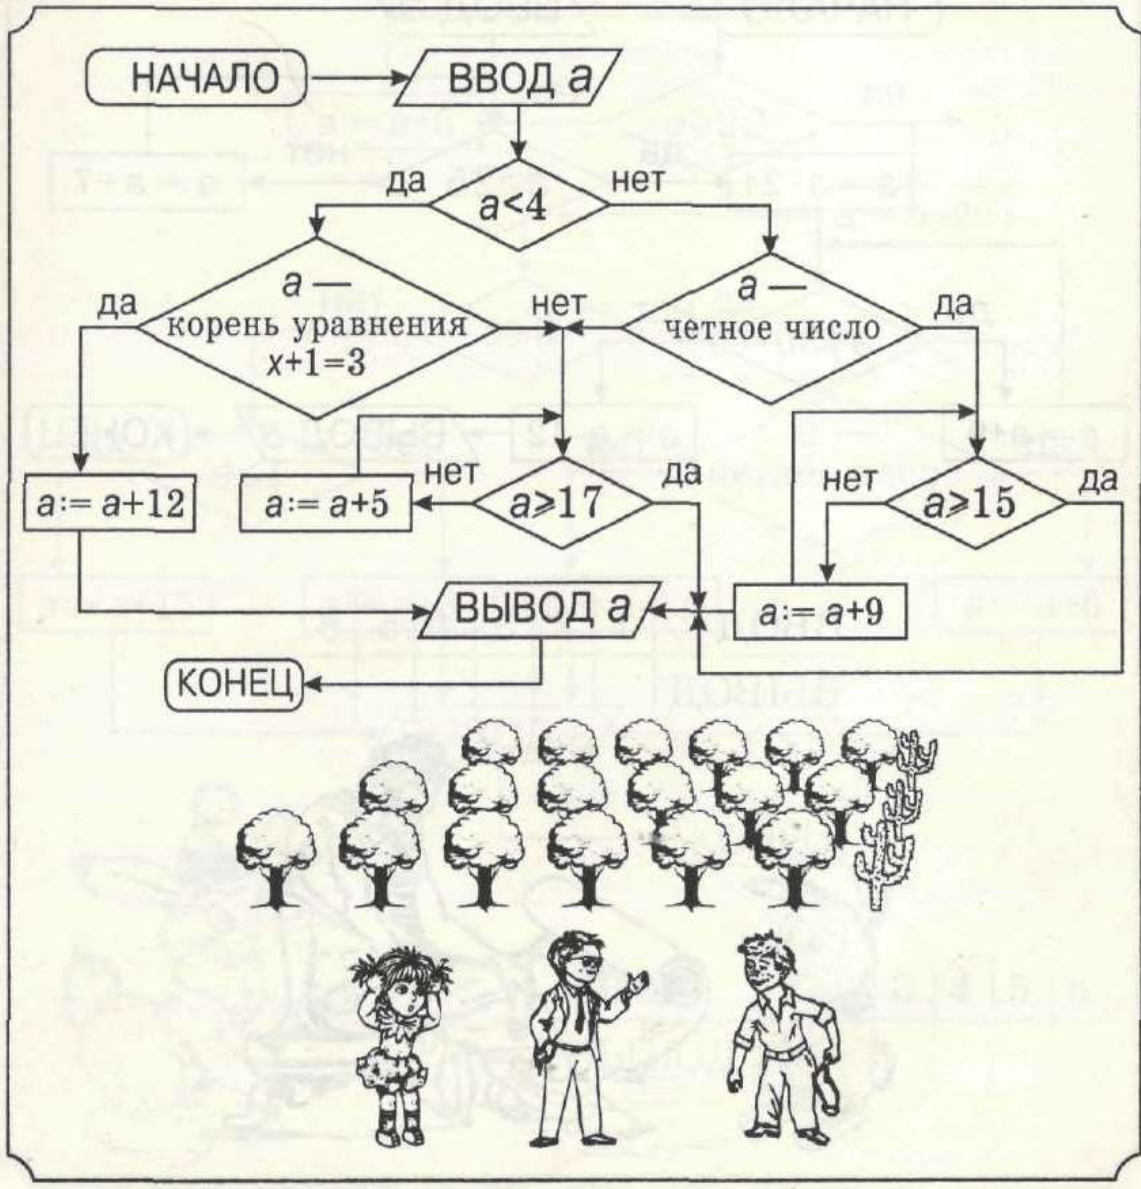 НАЧАЛО
ВВОД a
да
a<4
нет
да
a —
корень уравнения
x+1=3
нет
a —
четное число
да
a:= a+12
a:= a+5
нет
a⩾17
да
нет
a⩾15
да
ВЫВОД a
a:= a+9
КОНЕЦ